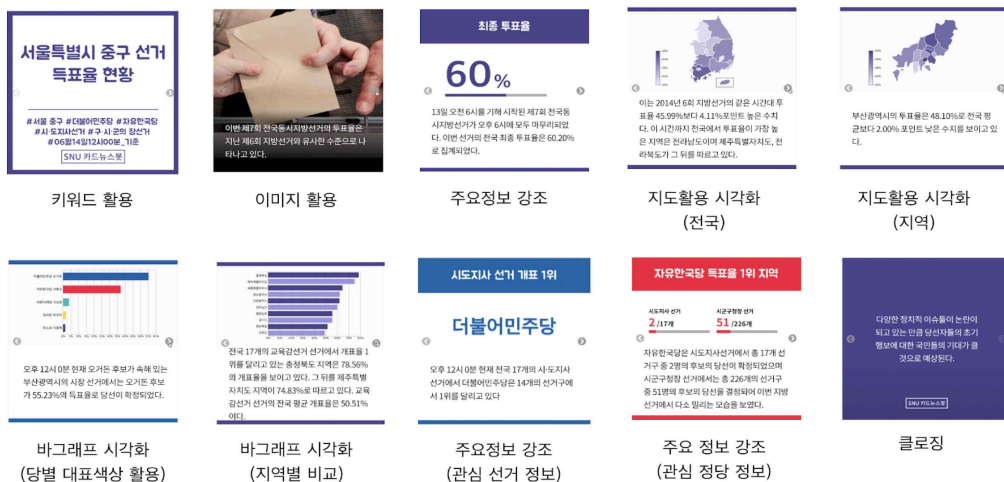 서울특별시 중구 선거
득표율 현황
#서울 중구 #더불어민주당 #자유한국당
#시·도지사선거 #구·시·군의 장선거
#06월14일12시00분_기준
SNU 카드뉴스봇
키워드 활용
이번 제7회 전국동시지방선거의 투표율은
지난 제6회 지방선거와 유사한 수준으로 나
타나고 있다.
이미지 활용
최종 투표율
60%
13일 오전 6시를 기해 시작된 제7회 전국동
시지방선거가 오후 6시에 모두 마무리되었
다. 이번 선거의 전국 최종 투표율은 60.20%
로 집계되었다.
주요정보 강조
이는 2014년 6회 지방선거의 같은 시간대 투
표율 45.99%보다 4.11%포인트 높은 수치
다. 이 시간까지 전국에서 투표율이 가장 높
은 지역은 전라남도이며 제주특별자치도, 전
라북도가 그 뒤를 따르고 있다.
지도활용 시각화
(전국)
부산광역시의 투표율은 48.10%로 전국 평
균보다 2.00% 포인트 낮은 수치를 보이고 있
다.
지도활용 시각화
(지역)
오후 12시 0분 현재 오거돈 후보가 속해 있는
부산광역시의 시장 선거에서는 오거돈 후보
가 55.23%의 득표율로 당선이 확정되었다.
바그래프 시각화
(당별 대표색상 활용)
전국 17개의 교육감선거 선거에서 개표율 1
위를 달리고 있는 충청북도 지역은 78.56%
의 개표율을 보이고 있다. 그 뒤를 제주특별
자치도 지역이 74.83%로 따르고 있다. 교육
감선거 선거의 전국 평균 개표율은 50.51%
이다.
바그래프 시각화
(지역별 비교)
시도지사 선거 개표 1위
더불어민주당
오후 12시 0분 현재 전국 17개의 시·도지사
선거에서 더불어민주당은 14개의 선거구에
서 1위를 달리고 있다
주요정보 강조
(관심 선거 정보)
자유한국당 득표율 1위 지역
시도지사 선거 시군구청장 선거
2/17개 51/226개
자유한국당은 시도지사선거에서 총 17개 선
거구 중 2명의 후보의 당선이 확정되었으며
시군구청장 선거에서는 총 226개의 선거구
중 51명의 후보의 당선을 결정되어 이번 지방
선거에서 다소 밀리는 모습을 보였다.
주요 정보 강조
(관심 정당 정보)
다양한 정치적 이슈들이 논란이
되고 있는 만큼 당선자들의 초기
행보에 대한 국민들의 기대가 클
것으로 예상된다.
SNU 카드뉴스봇
클로징